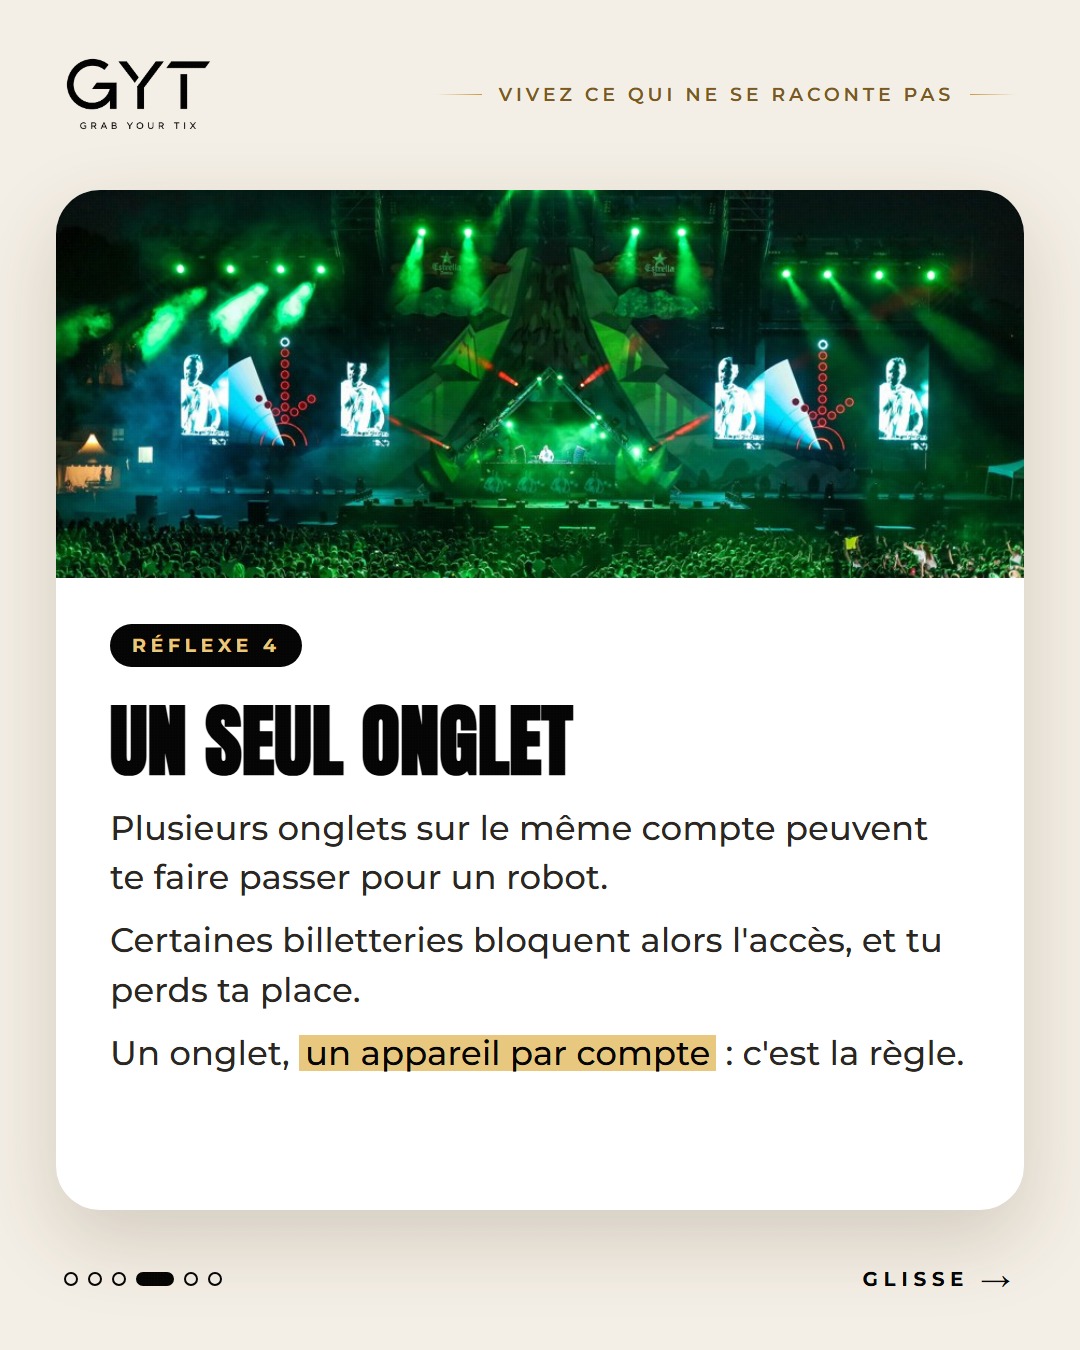 GYT
GRAB YOUR TIX
VIVEZ CE QUI NE SE RACONTE PAS
Estrella
Estrella
RÉFLEXE 4
UN SEUL ONGLET
Plusieurs onglets sur le même compte peuvent
te faire passer pour un robot.
Certaines billetteries bloquent alors l'accès, et tu
perds ta place.
Un onglet, un appareil par compte : c'est la règle.
GLISSE →